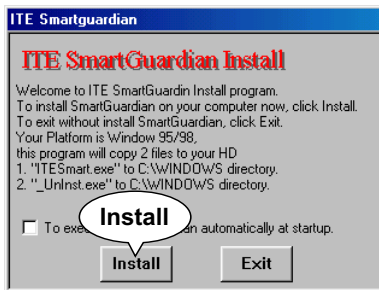 ITE Smartguardian
ITE SmartGuardian Install
Welcome to ITE SmartGuardin Install program.
To install SmartGuardian on your computer now, click Install.
To exit without install SmartGuardian, click Exit.
Your Platform is Window 95/98,
this program will copy 2 files to your HD
1. "ITESmart.exe" to C:\WINDOWS directory.
2. "_UnInst.exe" to C:\WINDOWS directory.
Install
To automatically at startup.
Install Exit